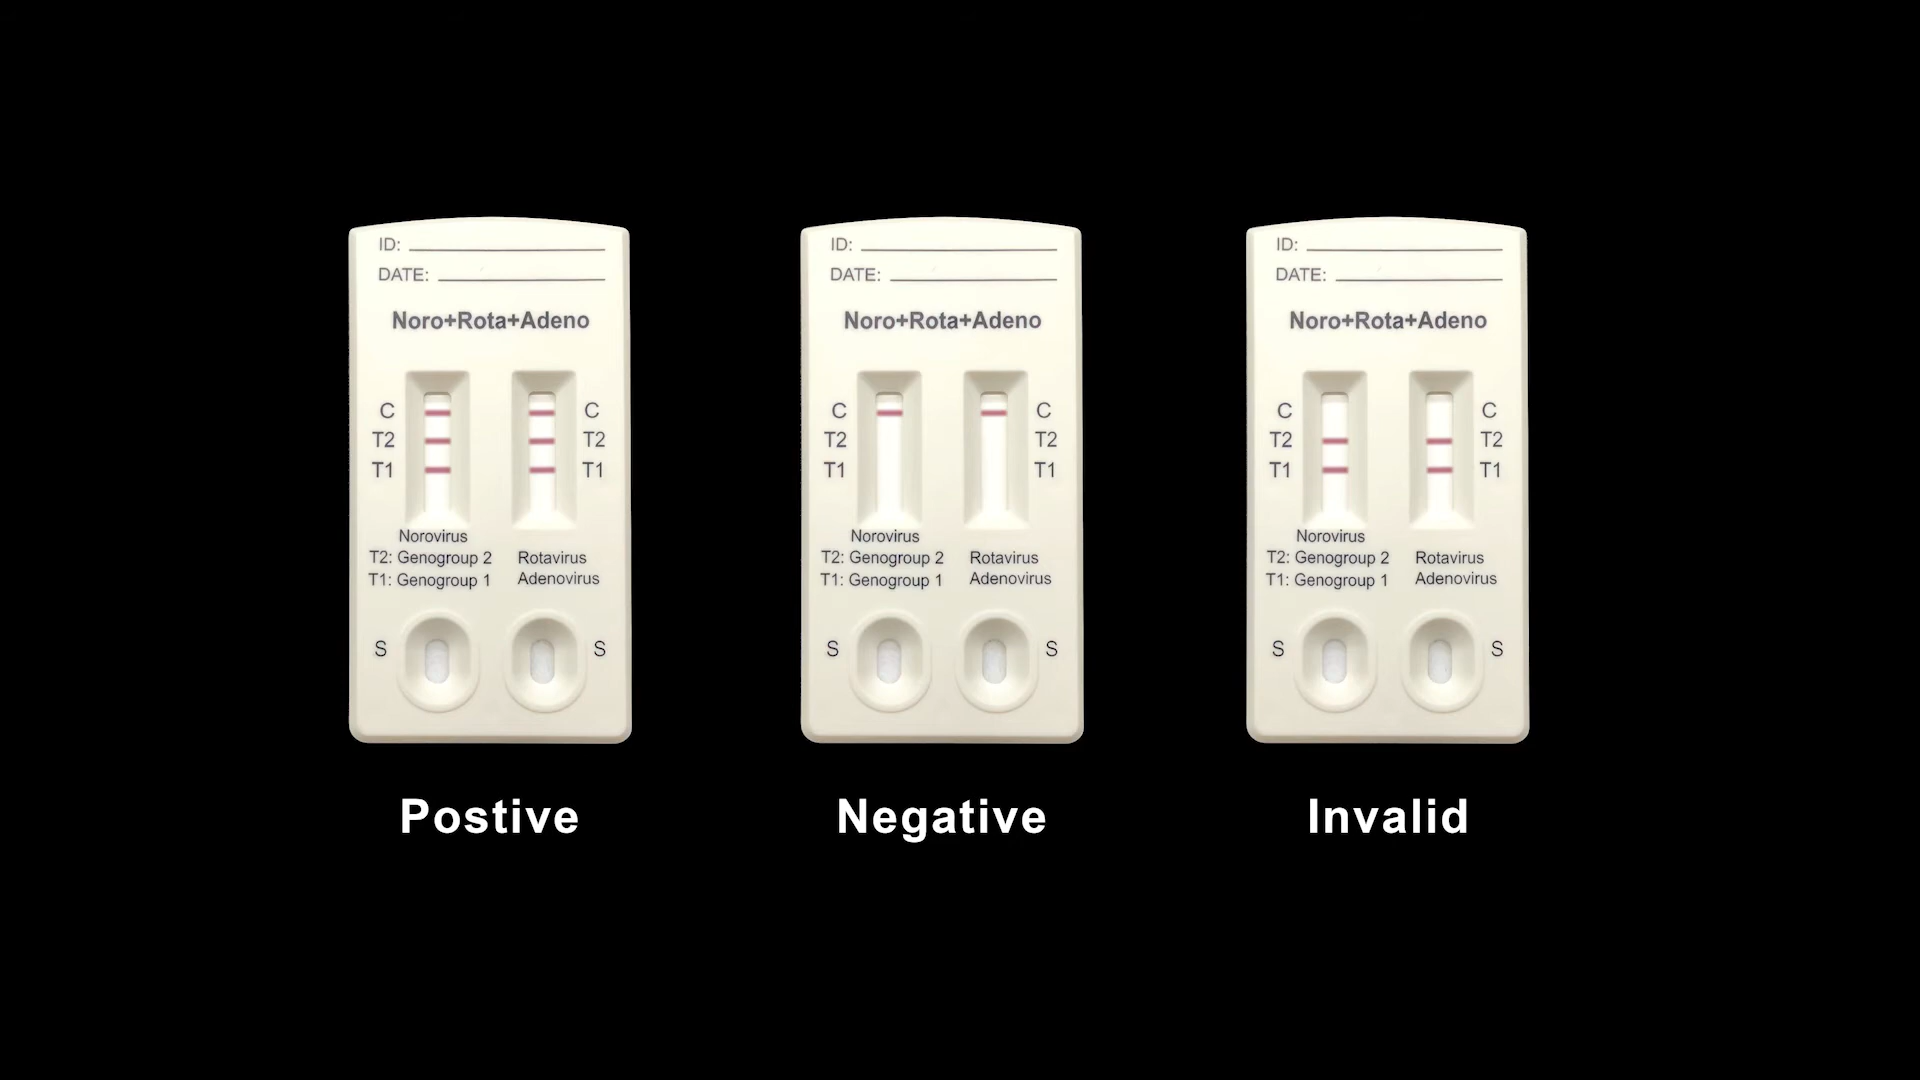 ID:
DATE:
Noro+Rota+Adeno
C C
T2 T2
T1 T1
Norovirus
T2: Genogroup 2 Rotavirus
T1: Genogroup 1 Adenovirus
S S
Postive
ID:
DATE:
Noro+Rota+Adeno
C C
T2 T2
T1 T1
Norovirus
T2: Genogroup 2 Rotavirus
T1: Genogroup 1 Adenovirus
S S
Negative
ID:
DATE:
Noro+Rota+Adeno
C C
T2 T2
T1 T1
Norovirus
T2: Genogroup 2 Rotavirus
T1: Genogroup 1 Adenovirus
S S
Invalid